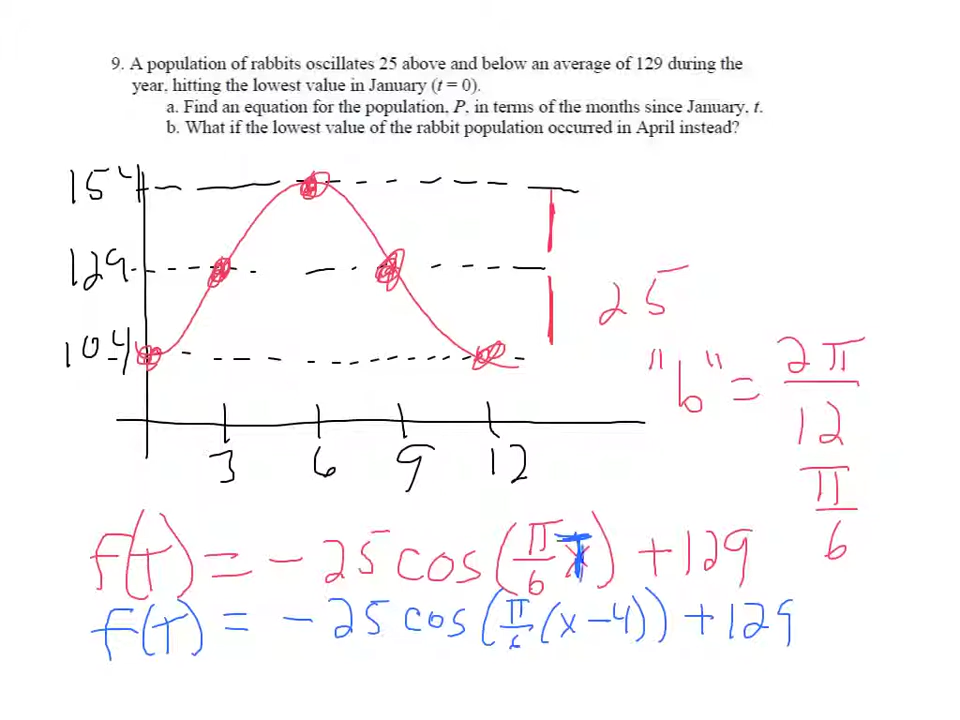 9. A population of rabbits oscillates 25 above and below an average of 129 during the
year, hitting the lowest value in January (t = 0).
a. Find an equation for the population, P, in terms of the months since January, t.
b. What if the lowest value of the rabbit population occurred in April instead?
154
129
104
25
"b" = 2π/12
π/6
3 6 9 12
f(t) = -25 cos(π/6 t) + 129
f(t) = -25 cos(π/6 (x-4)) + 129